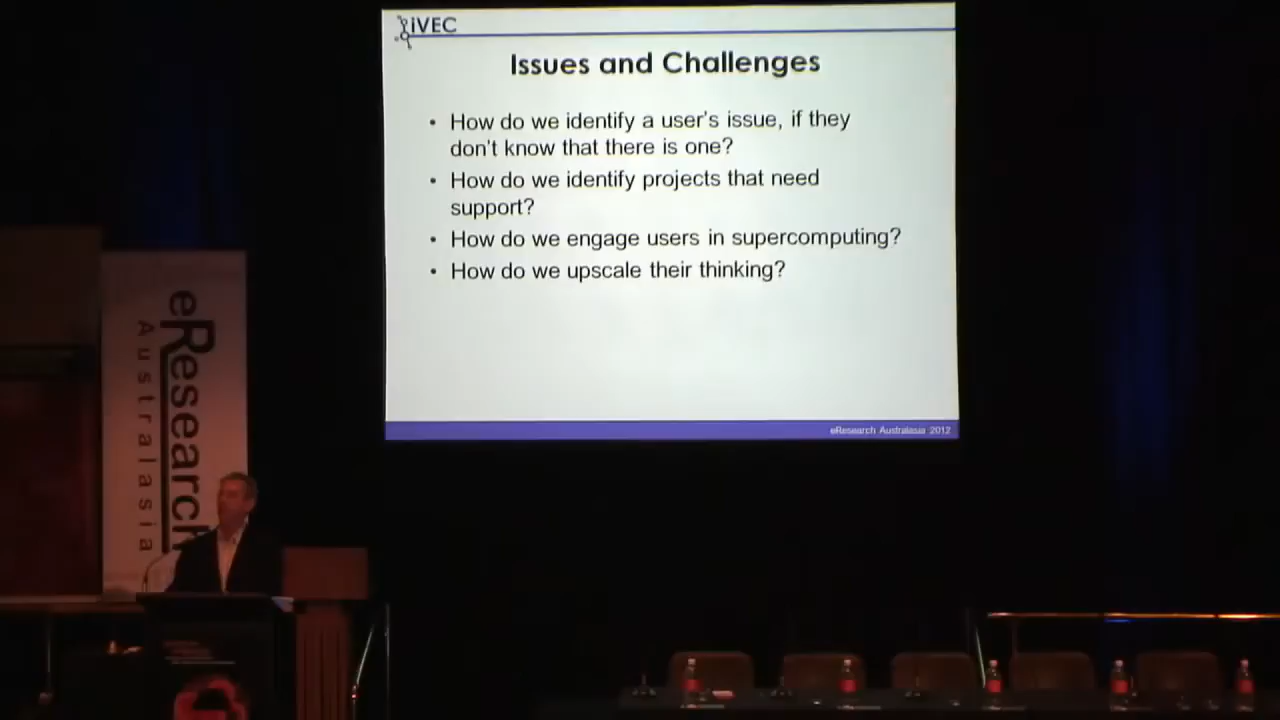 iVEC
Issues and Challenges
• How do we identify a user's issue, if they
don't know that there is one?
• How do we identify projects that need
support?
• How do we engage users in supercomputing?
• How do we upscale their thinking?
eResearch Australasia 2012
eResearch
Australasia